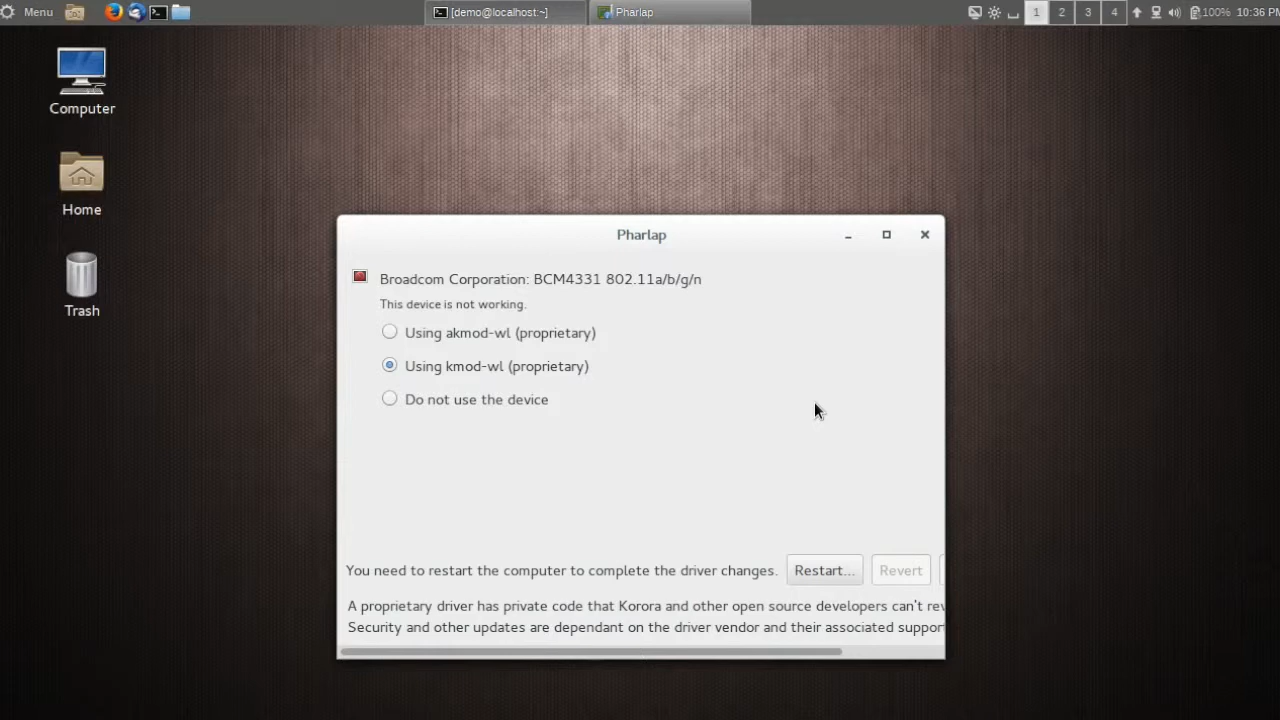 Menu
[demo@localhost:~]
Pharlap
1
2
3
4
100%
10:36 PM
Computer
Home
Trash
Pharlap
Broadcom Corporation: BCM4331 802.11a/b/g/n
This device is not working.
Using akmod-wl (proprietary)
Using kmod-wl (proprietary)
Do not use the device
You need to restart the computer to complete the driver changes.
Restart...
Revert
A proprietary driver has private code that Korora and other open source developers can't rev
Security and other updates are dependant on the driver vendor and their associated support